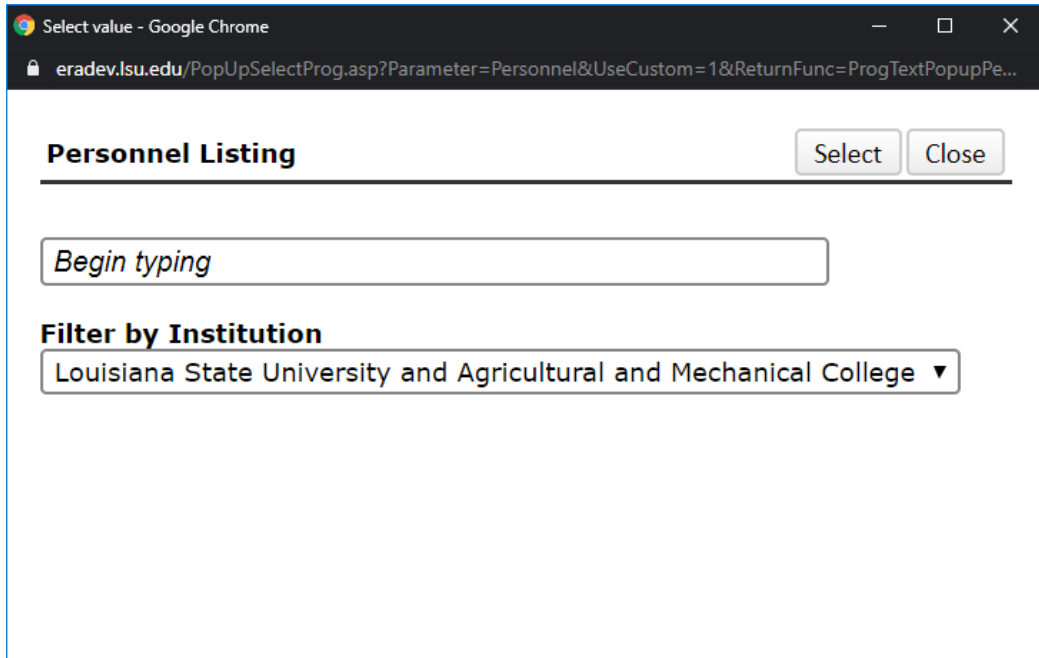 Select value - Google Chrome
eradev.lsu.edu/PopUpSelectProg.asp?Parameter=Personnel&UseCustom=1&ReturnFunc=ProgTextPopupPe...
Personnel Listing Select Close
Begin typing
Filter by Institution
Louisiana State University and Agricultural and Mechanical College